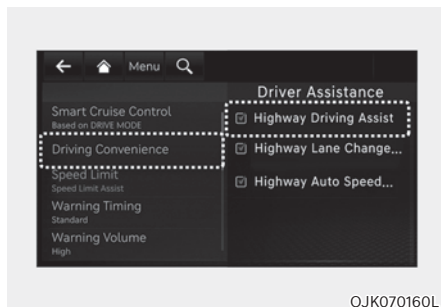 Menu
Driver Assistance
Smart Cruise Control
Based on DRIVE MODE
Driving Convenience
Speed Limit
Speed Limit Assist
Warning Timing
Standard
Warning Volume
High
Highway Driving Assist
Highway Lane Change...
Highway Auto Speed...
OJK070160L